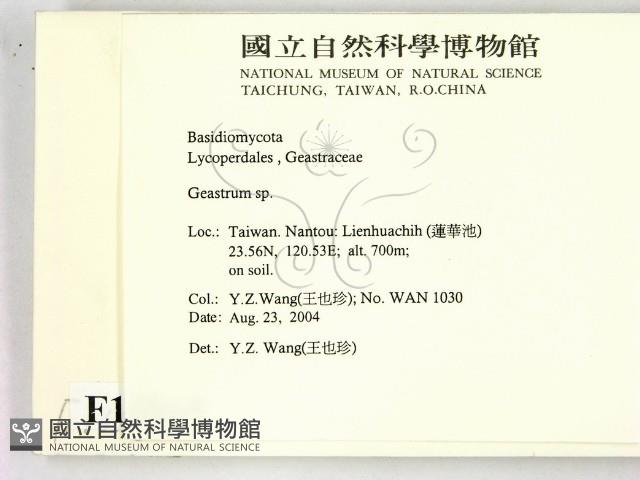 國立自然科學博物館
NATIONAL MUSEUM OF NATURAL SCIENCE
TAICHUNG, TAIWAN, R.O.CHINA
Basidiomycota
Lycoperdales , Geastraceae
Geastrum sp.
Loc.: Taiwan. Nantou: Lienhuachih (蓮華池)
23.56N, 120.53E; alt. 700m;
on soil.
Col.: Y.Z.Wang(王也珍); No. WAN 1030
Date: Aug. 23, 2004
Det.: Y.Z. Wang(王也珍)
F1
國立自然科學博物館
NATIONAL MUSEUM OF NATURAL SCIENCE